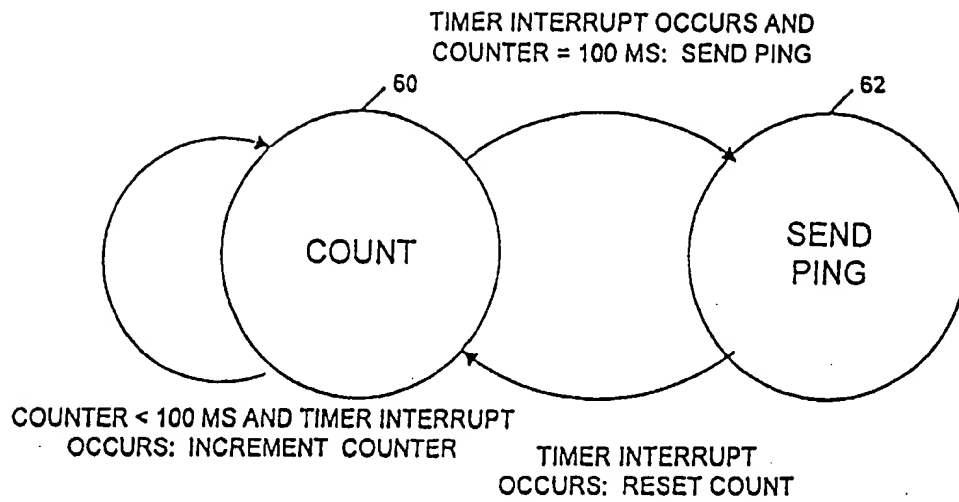 TIMER INTERRUPT OCCURS AND
COUNTER = 100 MS: SEND PING
60
62
COUNT
SEND
PING
COUNTER < 100 MS AND TIMER INTERRUPT
OCCURS: INCREMENT COUNTER
TIMER INTERRUPT
OCCURS: RESET COUNT